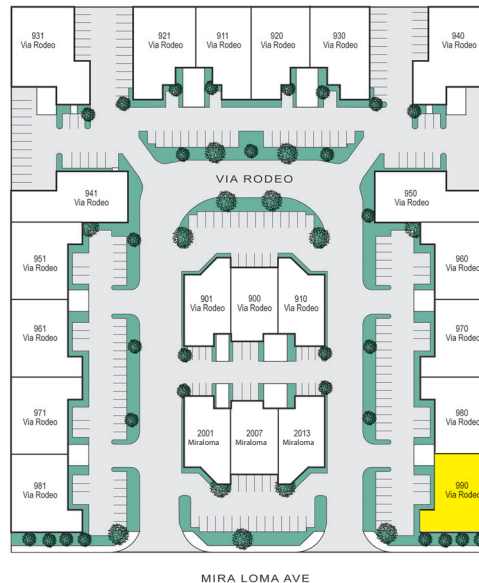 931
Via Rodeo
921
Via Rodeo
911
Via Rodeo
920
Via Rodeo
930
Via Rodeo
940
Via Rodeo
VIA RODEO
941
Via Rodeo
950
Via Rodeo
951
Via Rodeo
960
Via Rodeo
901
Via Rodeo
900
Via Rodeo
910
Via Rodeo
961
Via Rodeo
970
Via Rodeo
971
Via Rodeo
980
Via Rodeo
2001
Miraloma
2007
Miraloma
2013
Miraloma
981
Via Rodeo
990
Via Rodeo
MIRA LOMA AVE